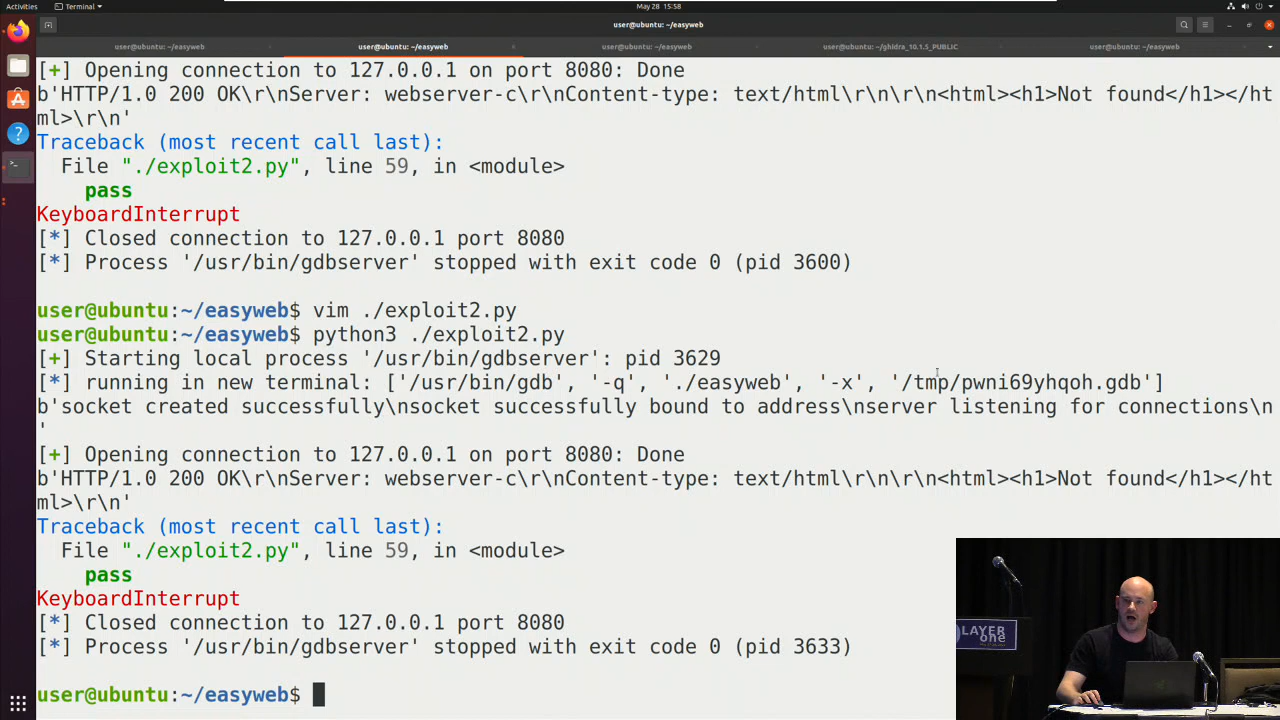 Activities
Terminal
May 28 15:58
user@ubuntu: ~/easyweb
user@ubuntu: ~/easyweb
user@ubuntu: ~/easyweb
user@ubuntu: ~/easyweb
user@ubuntu: ~/ghidra_10.1.5_PUBLIC
user@ubuntu: ~/easyweb
[+] Opening connection to 127.0.0.1 on port 8080: Done
b'HTTP/1.0 200 OK\r\nServer: webserver-c\r\nContent-type: text/html\r\n\r\n<html><h1>Not found</h1></ht
ml>\r\n'
Traceback (most recent call last):
File "./exploit2.py", line 59, in <module>
pass
KeyboardInterrupt
[*] Closed connection to 127.0.0.1 port 8080
[*] Process '/usr/bin/gdbserver' stopped with exit code 0 (pid 3600)
user@ubuntu:~/easyweb$ vim ./exploit2.py
user@ubuntu:~/easyweb$ python3 ./exploit2.py
[+] Starting local process '/usr/bin/gdbserver': pid 3629
[*] running in new terminal: ['/usr/bin/gdb', '-q', './easyweb', '-x', '/tmp/pwni69yhqoh.gdb']
b'socket created successfully\nsocket successfully bound to address\nserver listening for connections\n
'
[+] Opening connection to 127.0.0.1 on port 8080: Done
b'HTTP/1.0 200 OK\r\nServer: webserver-c\r\nContent-type: text/html\r\n\r\n<html><h1>Not found</h1></ht
ml>\r\n'
Traceback (most recent call last):
File "./exploit2.py", line 59, in <module>
pass
KeyboardInterrupt
[*] Closed connection to 127.0.0.1 port 8080
[*] Process '/usr/bin/gdbserver' stopped with exit code 0 (pid 3633)
user@ubuntu:~/easyweb$
LAYER
one